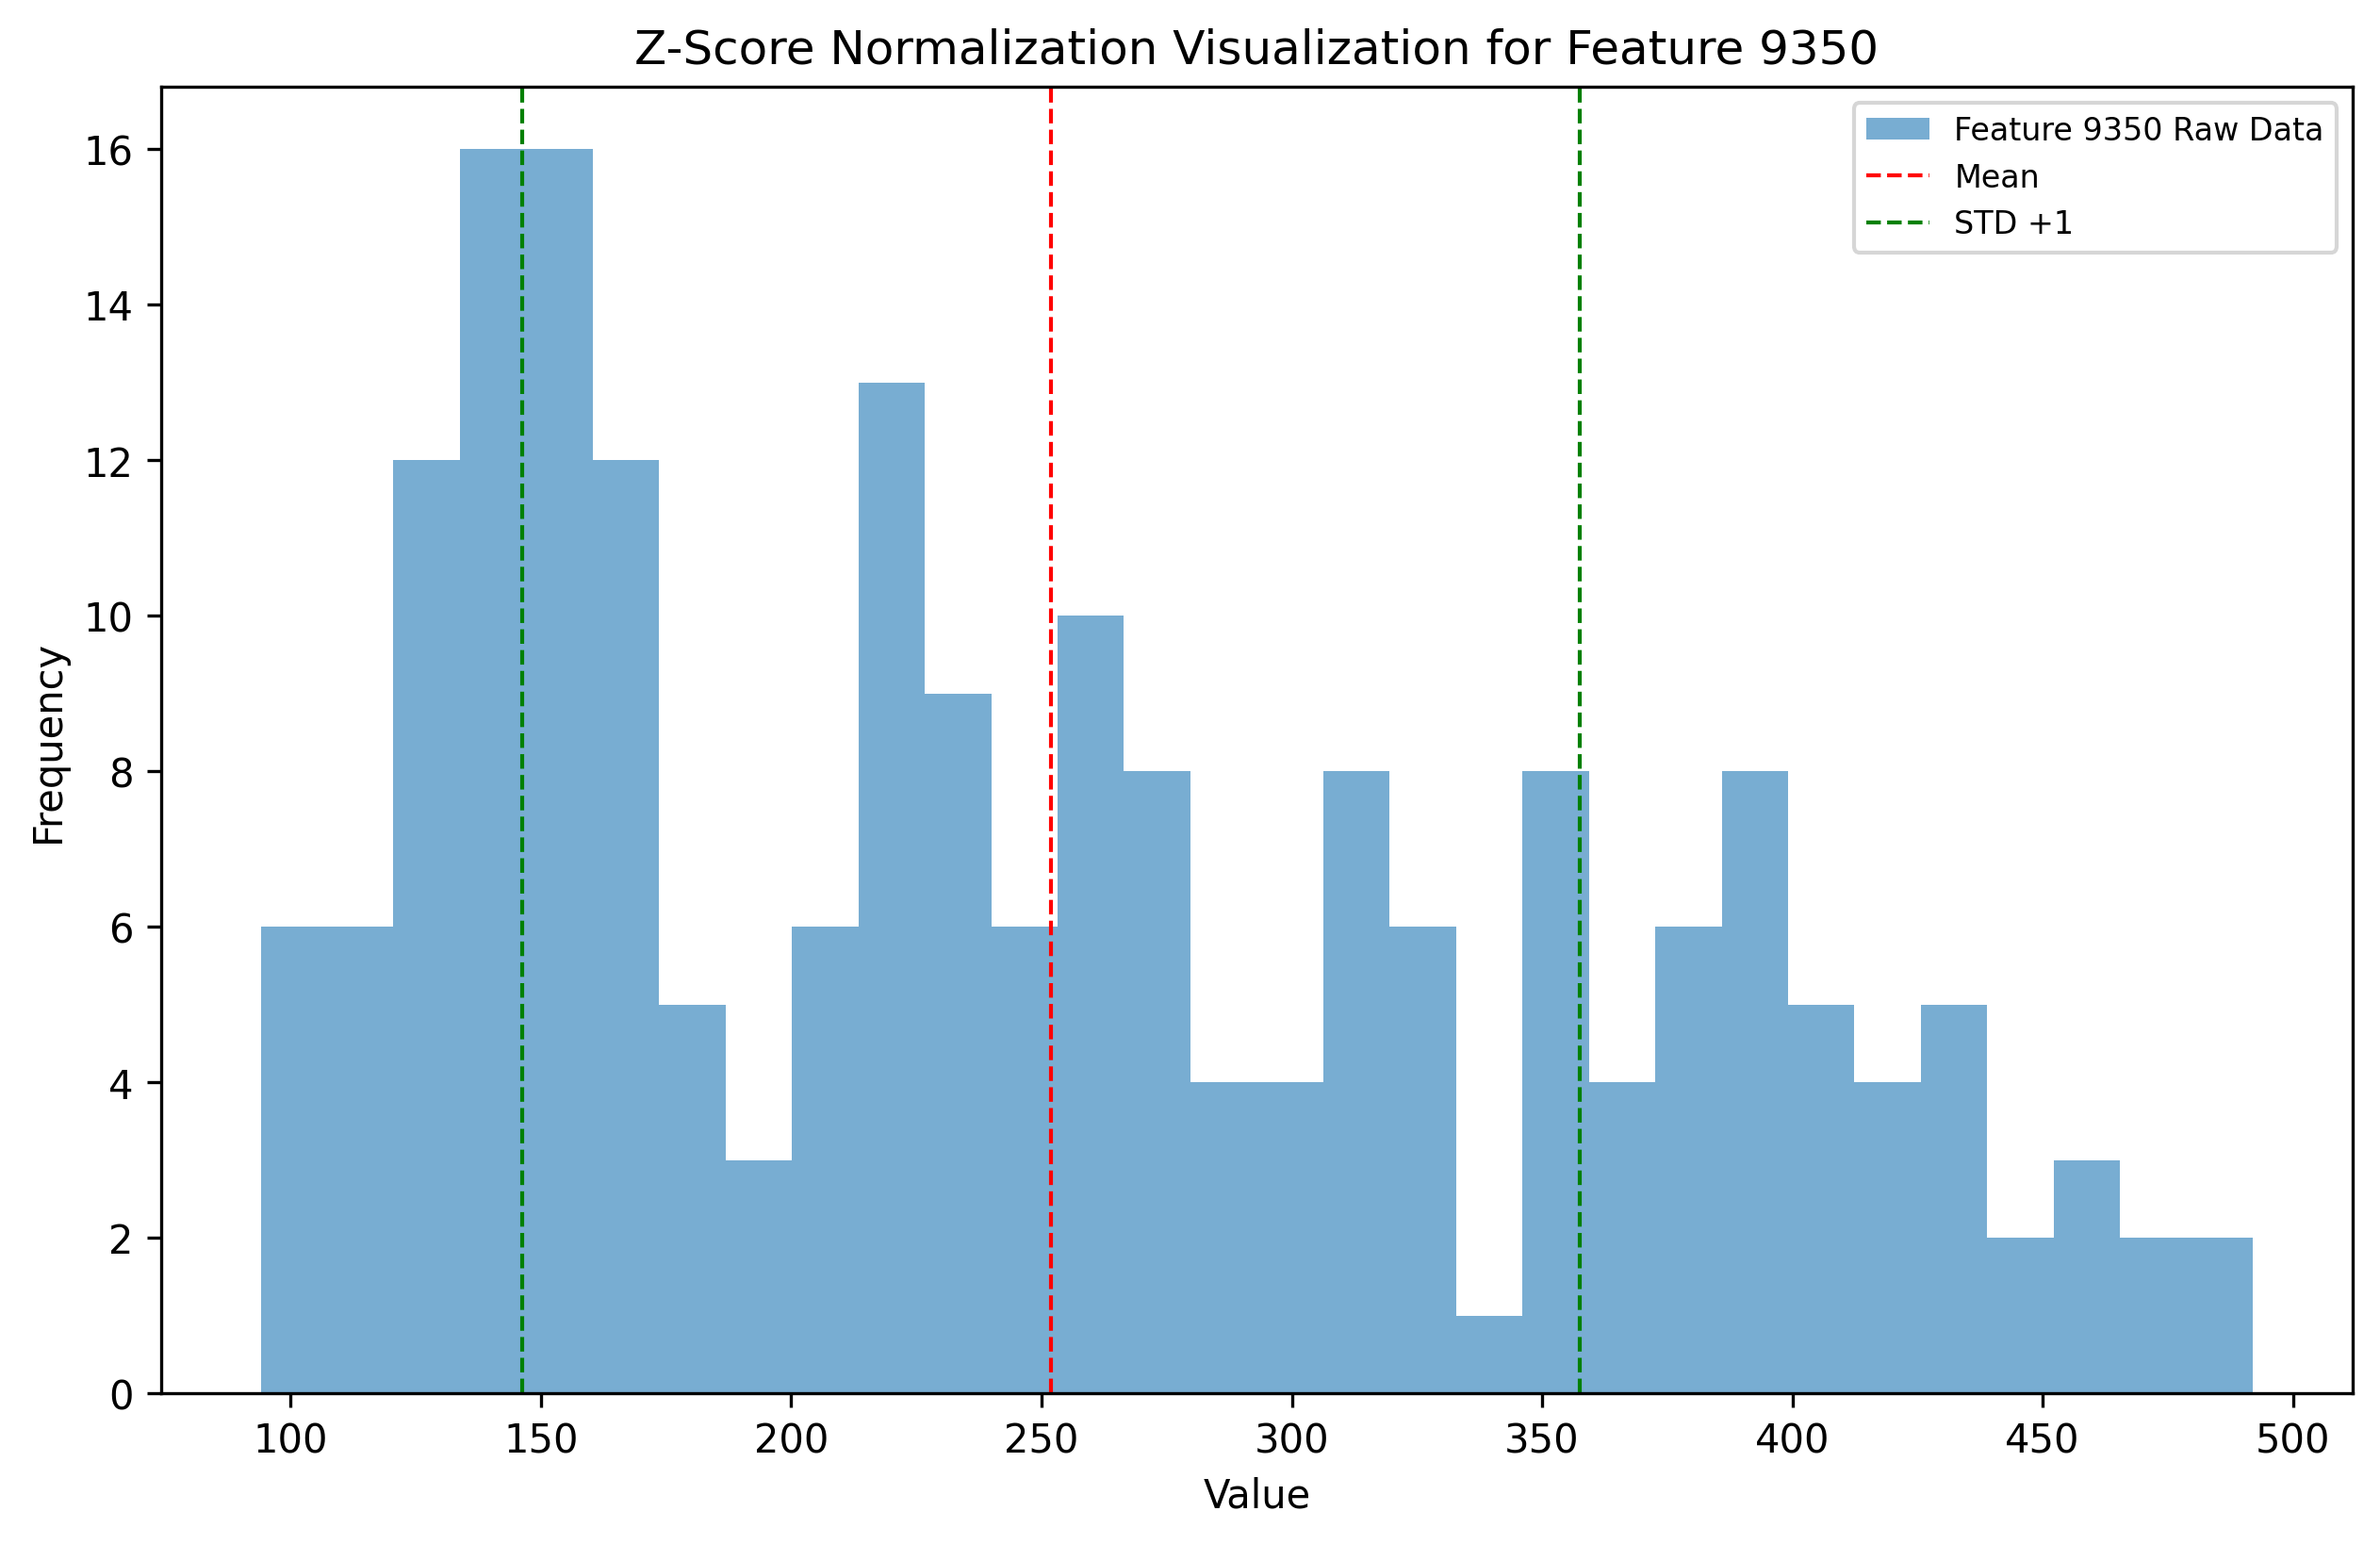 Z-Score Normalization Visualization for Feature 9350
Feature 9350 Raw Data
Mean
STD +1
16
14
12
10
8
6
4
2
0
Frequency
100 150 200 250 300 350 400 450 500
Value